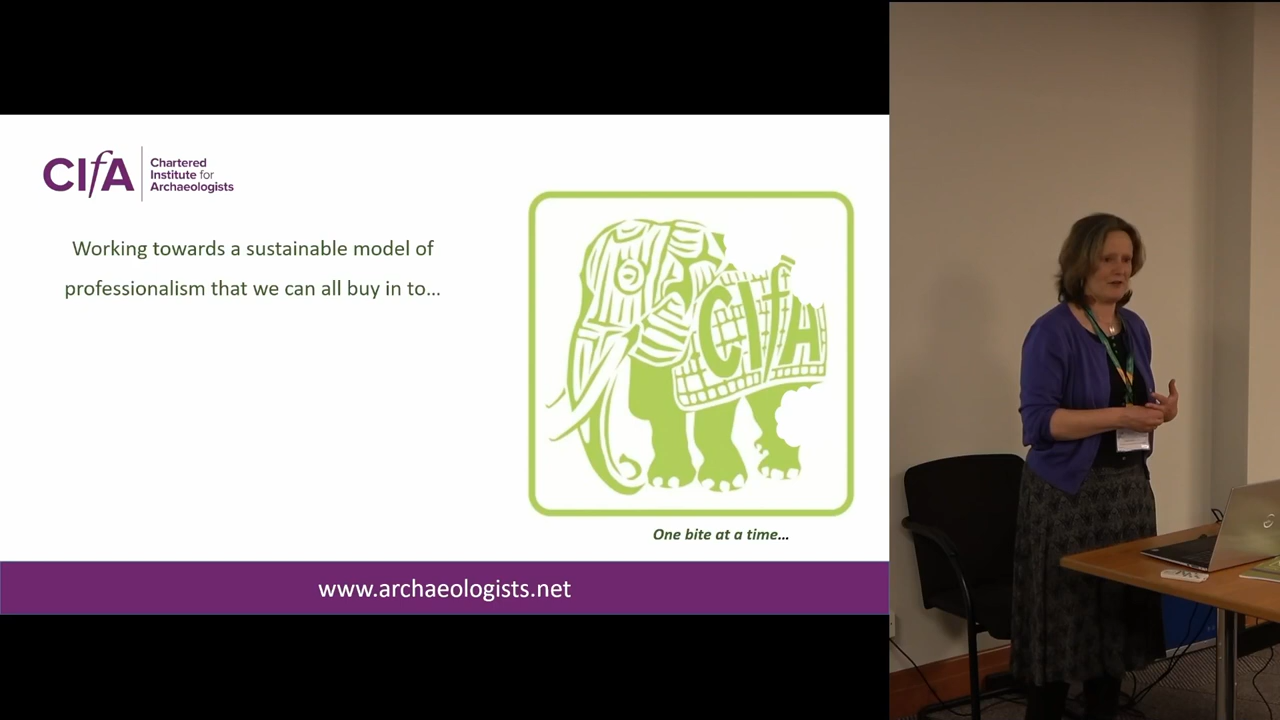 CIfA
Chartered
Institute for
Archaeologists
Working towards a sustainable model of
professionalism that we can all buy in to...
CIfA
One bite at a time...
www.archaeologists.net